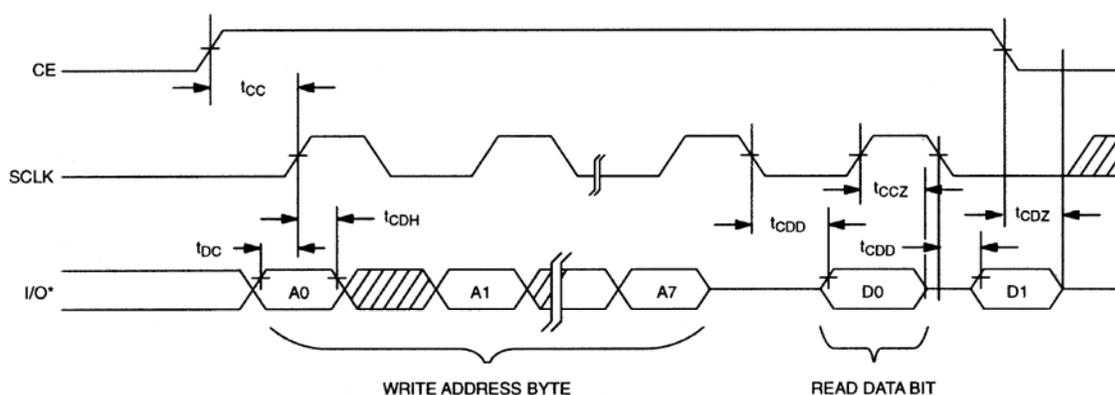 CE
tCC
SCLK
tCCZ
tCDH
tCDD
tCDZ
tDC
tCDD
I/O*
A0
A1
A7
D0
D1
WRITE ADDRESS BYTE
READ DATA BIT